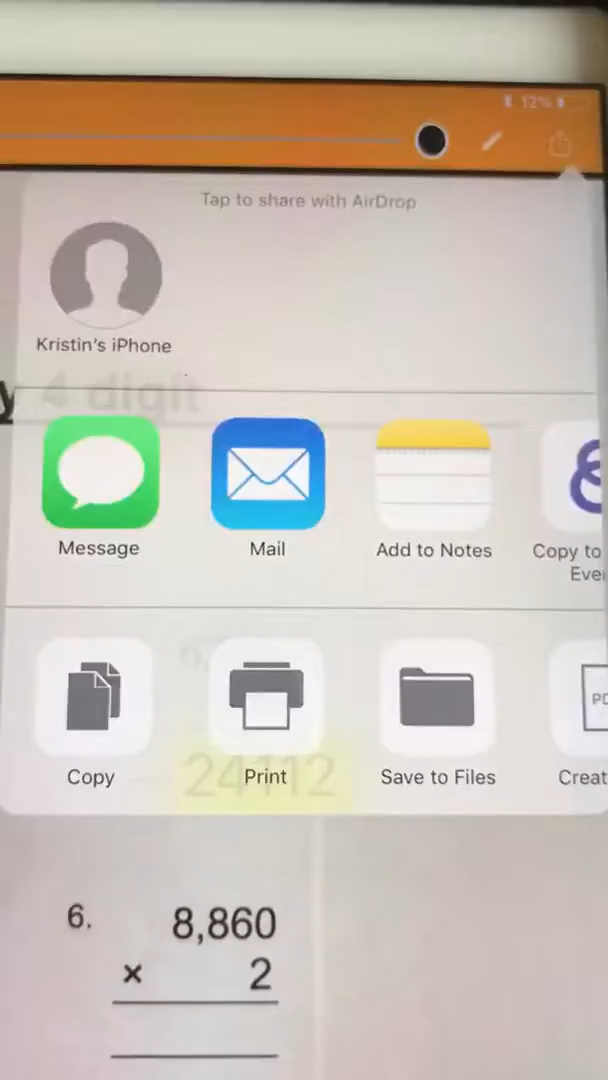 12%
Tap to share with AirDrop
Kristin's iPhone
y 4 digit
Message
Mail
Add to Notes
Copy to
Ever
Copy
Print
Save to Files
Creat
24112
6.
8,860
× 2